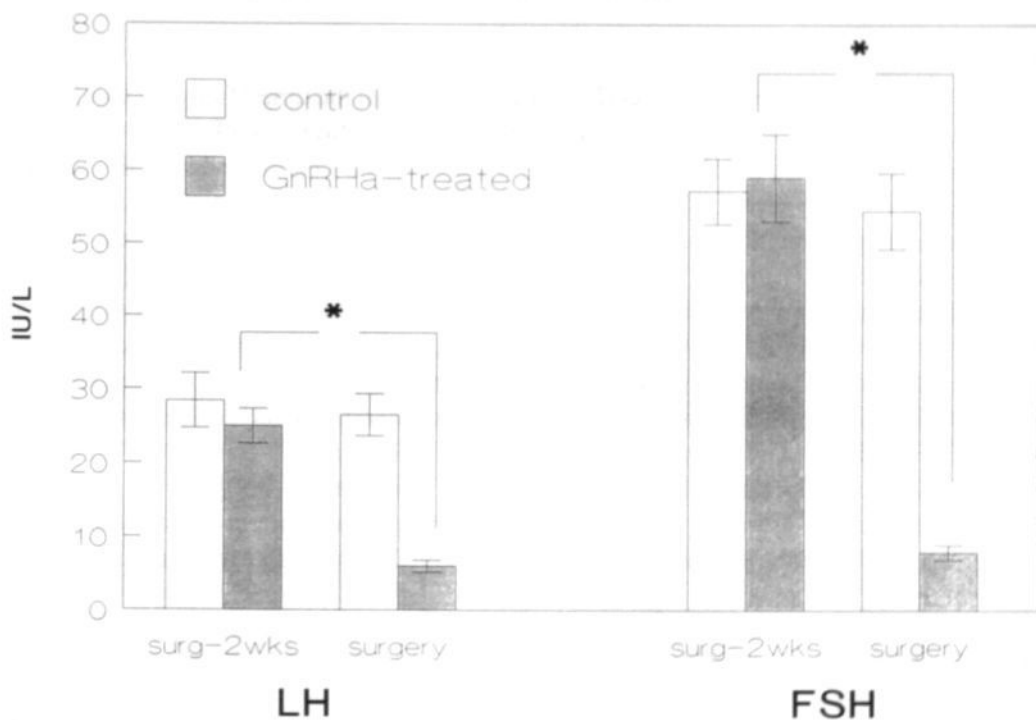 80
70
60
50
40
30
20
10
0
IU/L
control
GnRHa-treated
*
*
surg-2wks surgery surg-2wks surgery
LH FSH